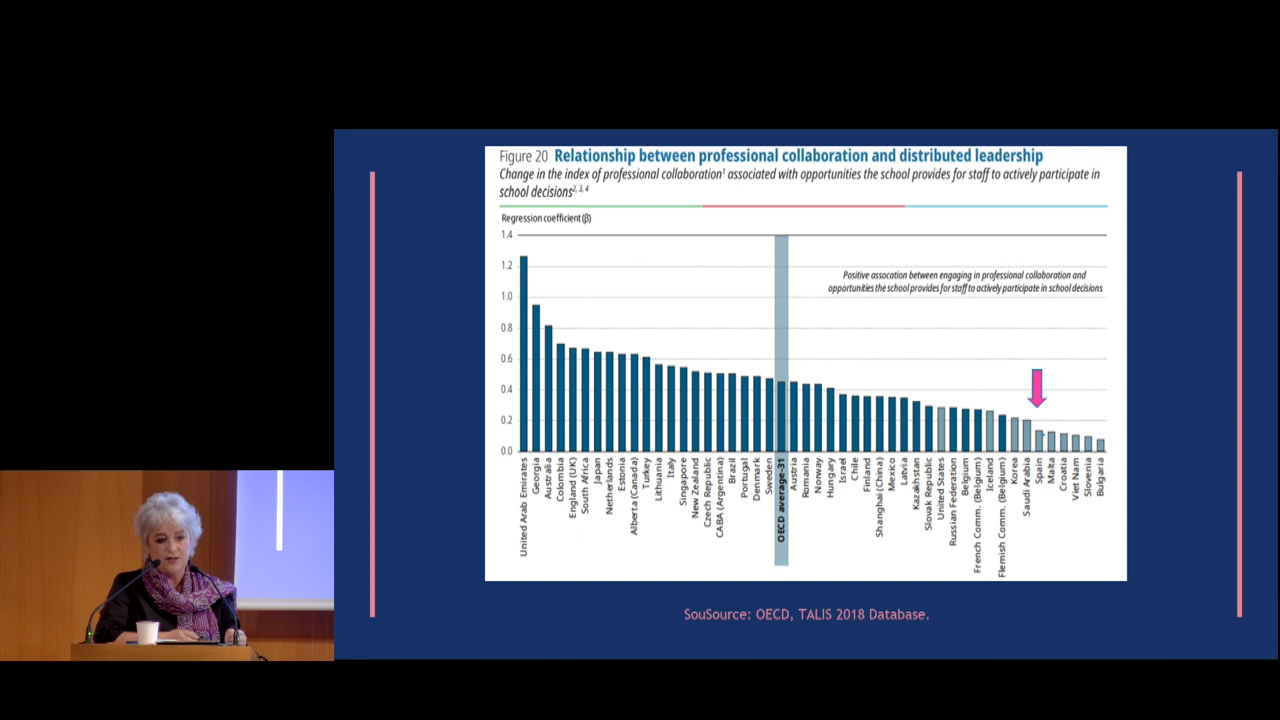 Figure 20 Relationship between professional collaboration and distributed leadership
Change in the index of professional collaboration¹ associated with opportunities the school provides for staff to actively participate in
school decisions²,³,⁴
Regression coefficient (β)
1.4
1.2
1.0
0.8
0.6
0.4
0.2
0.0
Positive assocation between engaging in professional collaboration and
opportunities the school provides for staff to actively participate in school decisions
United Arab Emirates
Georgia
Australia
Colombia
England (UK)
South Africa
Japan
Netherlands
Estonia
Alberta (Canada)
Turkey
Lithuania
Italy
Singapore
New Zealand
Czech Republic
CABA (Argentina)
Brazil
Portugal
Denmark
Sweden
OECD average-31
Austria
Romania
Norway
Hungary
Israel
Chile
Finland
Shanghai (China)
Mexico
Latvia
Kazakhstan
Slovak Republic
United States
Russian Federation
Belgium
French Comm. (Belgium)
Iceland
Flemish Comm. (Belgium)
Korea
Saudi Arabia
Spain
Malta
Croatia
Viet Nam
Slovenia
Bulgaria
SouSource: OECD, TALIS 2018 Database.